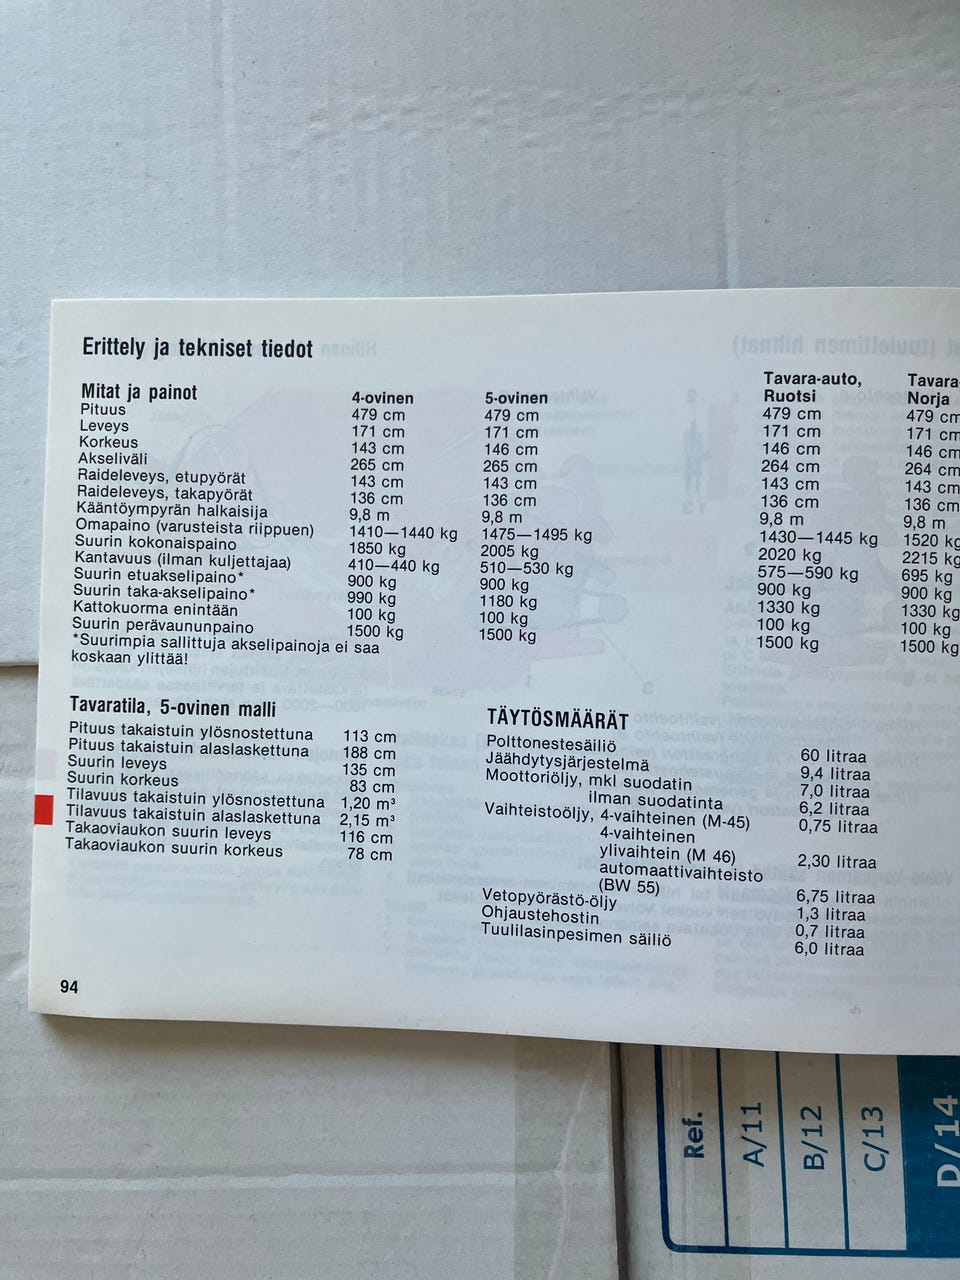 Erittely ja tekniset tiedot
Mitat ja painot 4-ovinen 5-ovinen Tavara-auto, Ruotsi Tavara- Norja
Pituus 479 cm 479 cm 479 cm 479 cm
Leveys 171 cm 171 cm 171 cm 171 cm
Korkeus 143 cm 146 cm 146 cm 146 cm
Akseliväli 265 cm 265 cm 264 cm 264 cm
Raideleveys, etupyörät 143 cm 143 cm 143 cm 143 cm
Raideleveys, takapyörät 136 cm 136 cm 136 cm 136 cm
Kääntöympyrän halkaisija 9,8 m 9,8 m 9,8 m 9,8 m
Omapaino (varusteista riippuen) 1410—1440 kg 1475—1495 kg 1430—1445 kg 1520 kg
Suurin kokonaispaino 1850 kg 2005 kg 2020 kg 2215 kg
Kantavuus (ilman kuljettajaa) 410—440 kg 510—530 kg 575—590 kg 695 kg
Suurin etuakselipaino* 900 kg 900 kg 900 kg 900 kg
Suurin taka-akselipaino* 990 kg 1180 kg 1330 kg 1330 kg
Kattokuorma enintään 100 kg 100 kg 100 kg 100 kg
Suurin perävaununpaino 1500 kg 1500 kg 1500 kg 1500 kg
*Suurimpia sallittuja akselipainoja ei saa
koskaan ylittää!
Tavaratila, 5-ovinen malli
Pituus takaistuin ylösnostettuna 113 cm
Pituus takaistuin alaslaskettuna 188 cm
Suurin leveys 135 cm
Suurin korkeus 83 cm
Tilavuus takaistuin ylösnostettuna 1,20 m³
Tilavuus takaistuin alaslaskettuna 2,15 m³
Takaoviaukon suurin leveys 116 cm
Takaoviaukon suurin korkeus 78 cm
TÄYTÖSMÄÄRÄT
Polttonestesäiliö 60 litraa
Jäähdytysjärjestelmä 9,4 litraa
Moottoriöljy, mkl suodatin 7,0 litraa
ilman suodatinta 6,2 litraa
Vaihteistoöljy, 4-vaihteinen (M-45) 0,75 litraa
4-vaihteinen
ylivaihtein (M 46) 2,30 litraa
automaattivaihteisto
(BW 55) 6,75 litraa
Vetopyörästö-öljy 1,3 litraa
Ohjaustehostin 0,7 litraa
Tuulilasinpesimen säiliö 6,0 litraa
94
Ref.
A/11
B/12
C/13
D/14